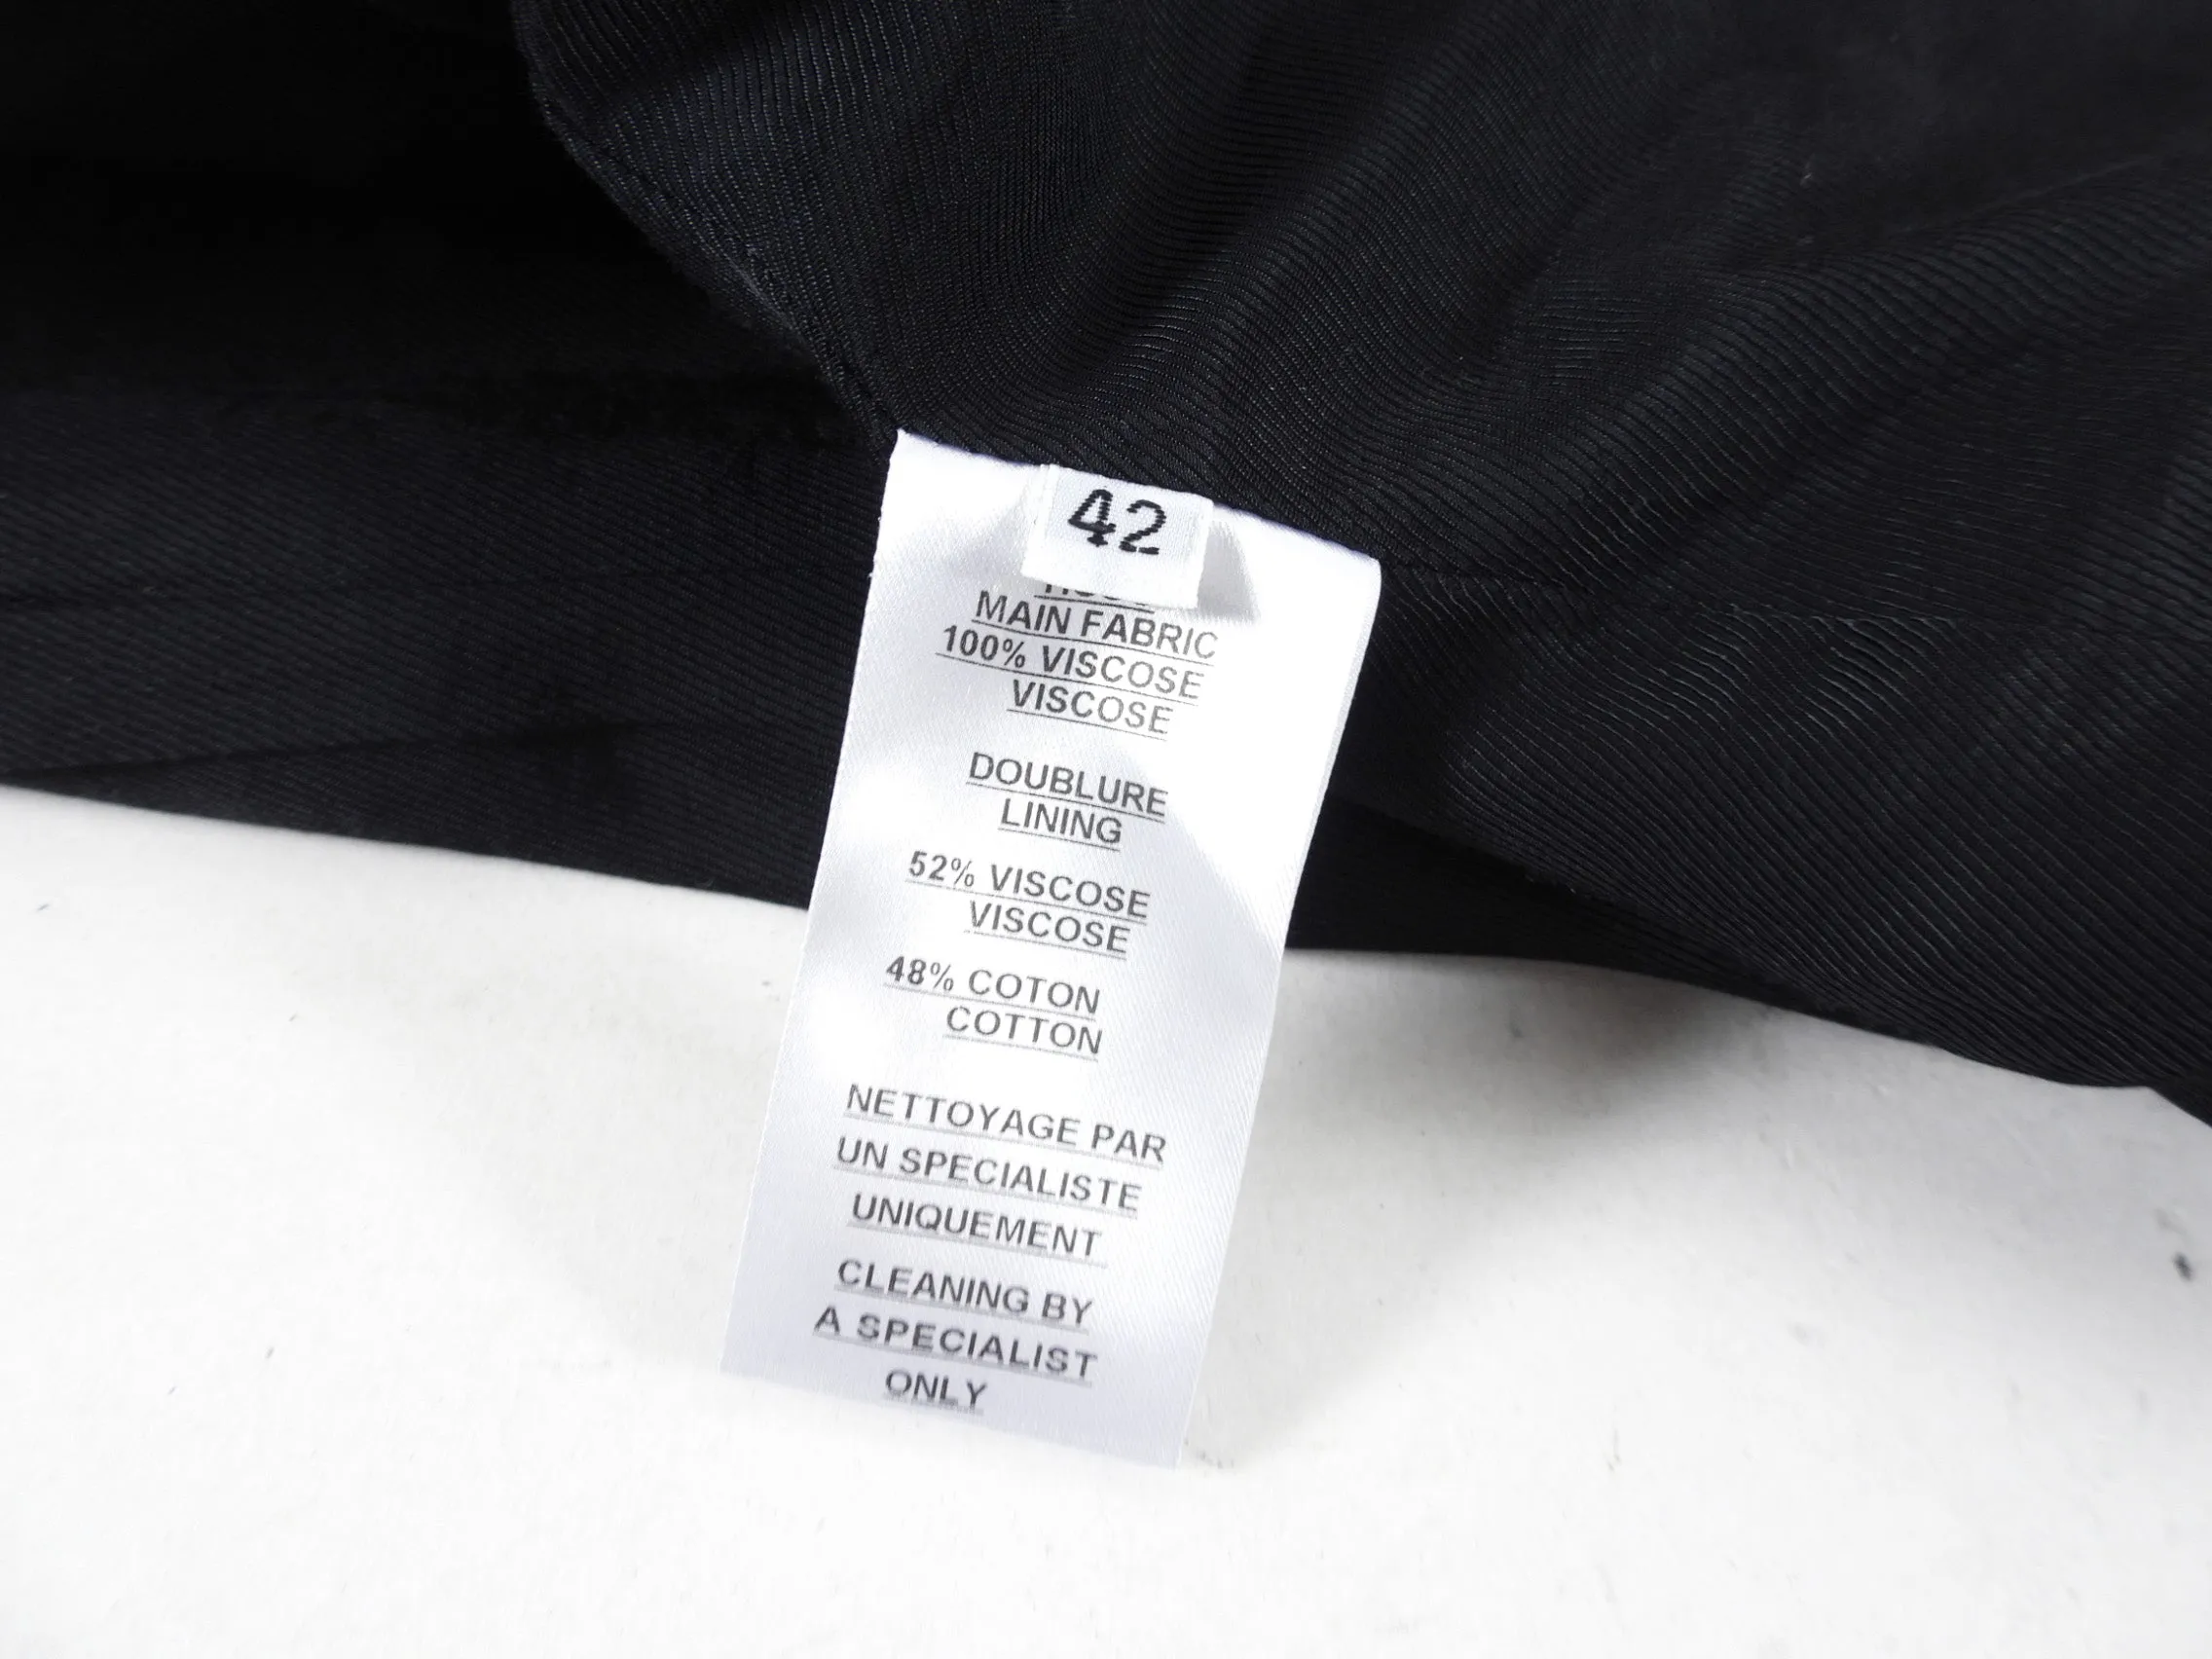 42
MAIN FABRIC
100% VISCOSE
VISCOSE
DOUBLURE
LINING
52% VISCOSE
VISCOSE
48% COTON
COTTON
NETTOYAGE PAR
UN SPECIALISTE
UNIQUEMENT
CLEANING BY
A SPECIALIST
ONLY